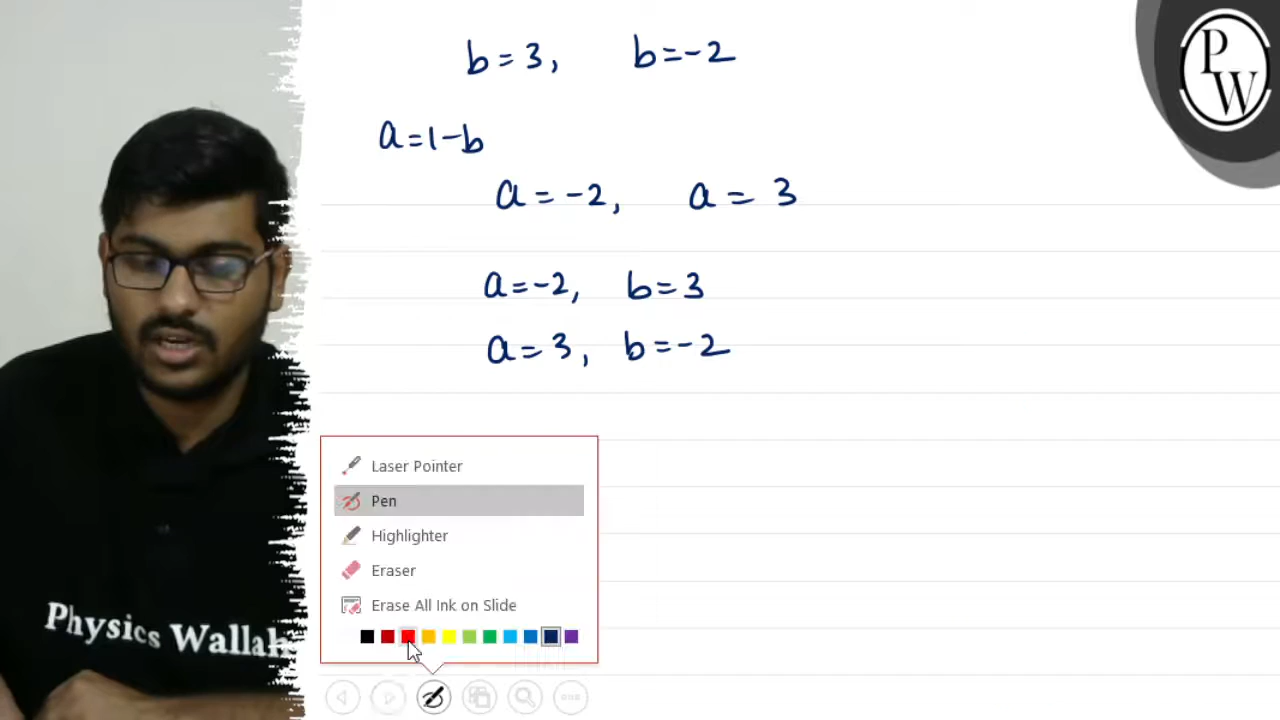 b = 3, b = -2
a = 1 - b
a = -2, a = 3
a = -2, b = 3
a = 3, b = -2
Laser Pointer
Pen
Highlighter
Eraser
Erase All Ink on Slide
Physics Wallah
PW